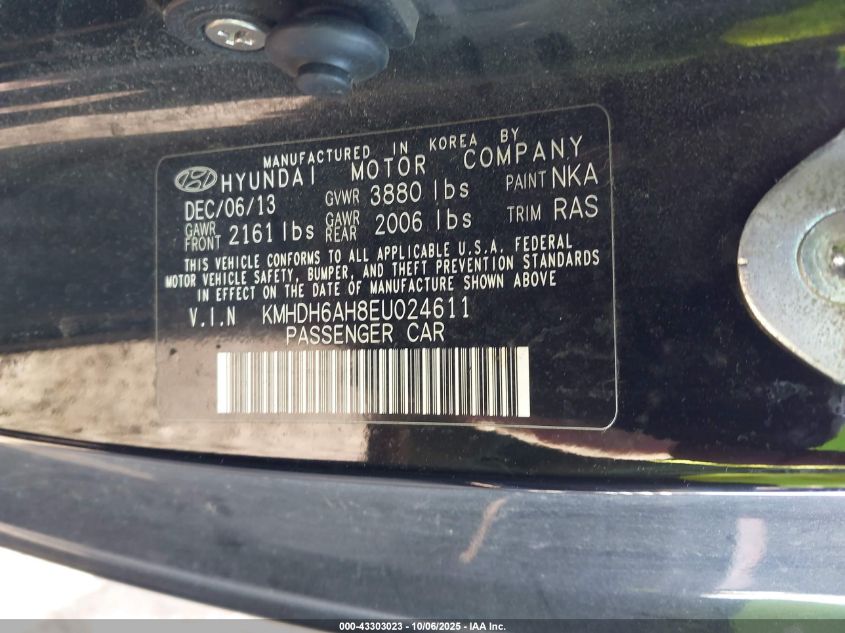 MANUFACTURED IN KOREA BY
HYUNDAI MOTOR COMPANY
DEC/06/13 GVWR 3880 lbs PAINT NKA
GAWR FRONT 2161 lbs GAWR REAR 2006 lbs TRIM RAS
THIS VEHICLE CONFORMS TO ALL APPLICABLE U.S.A. FEDERAL
MOTOR VEHICLE SAFETY, BUMPER, AND THEFT PREVENTION STANDARDS
IN EFFECT ON THE DATE OF MANUFACTURE SHOWN ABOVE
V.I.N KMHDH6AH8EU024611
PASSENGER CAR
000-43303023 - 10/06/2025 - IAA Inc.